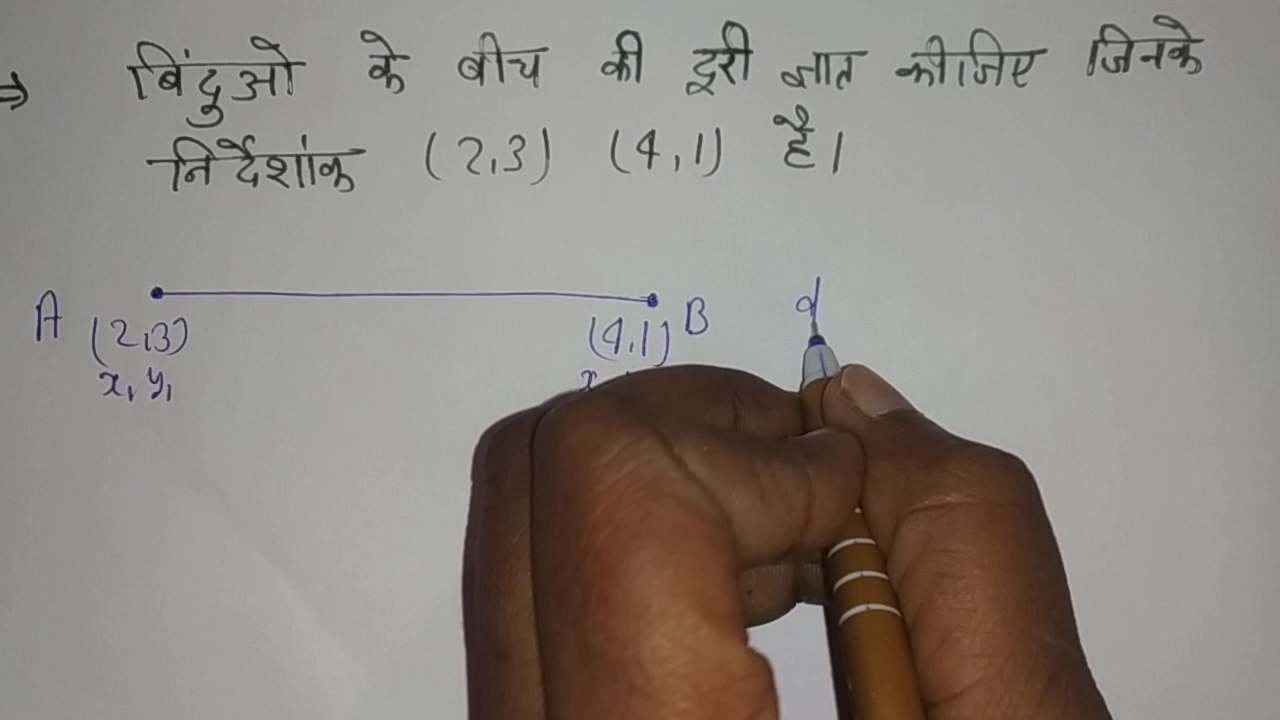 ⇒ बिंदुओ के बीच की दुरी ज्ञात कीजिए जिनके
निर्देशांक (2,3) (4,1) है।
A (2,3) (4,1) B d
x₁ y₁ x